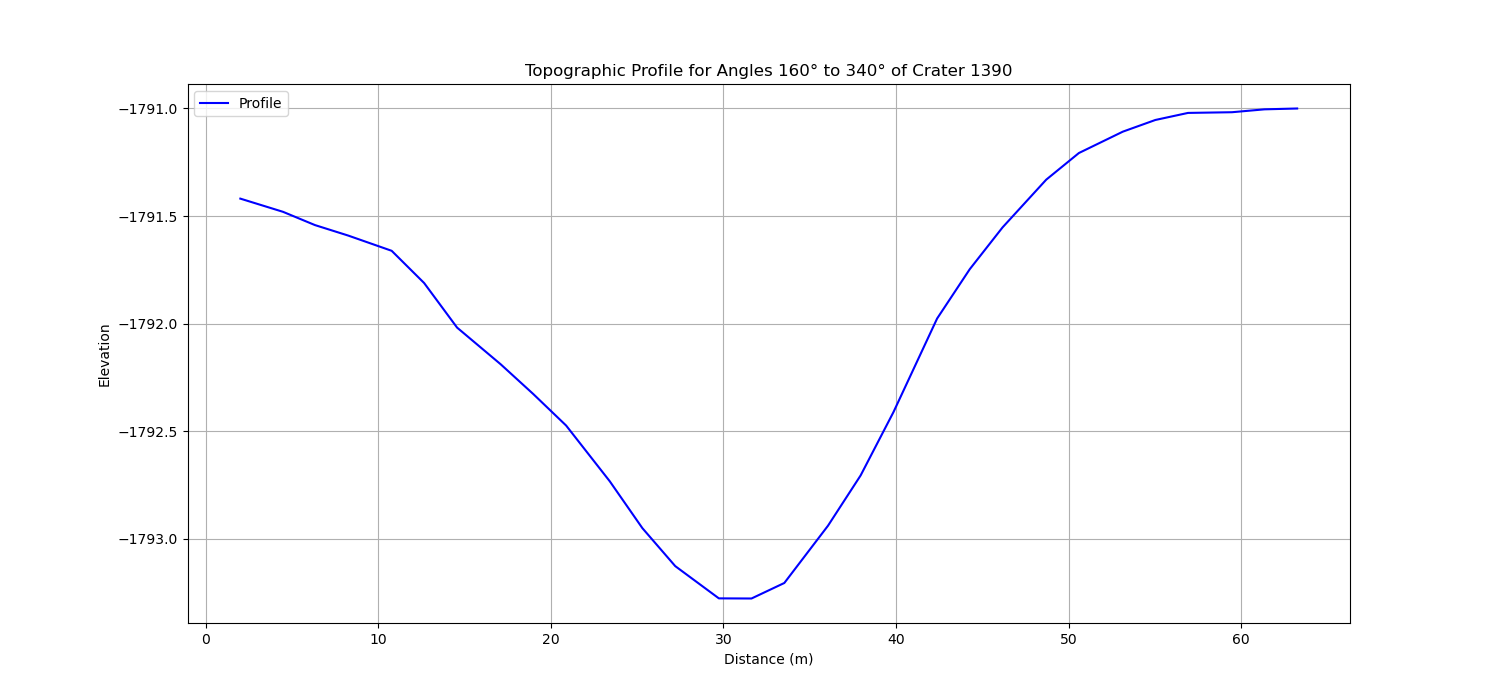 Topographic Profile for Angles 160° to 340° of Crater 1390
Profile
−1791.0
−1791.5
−1792.0
−1792.5
−1793.0
Elevation
0 10 20 30 40 50 60
Distance (m)